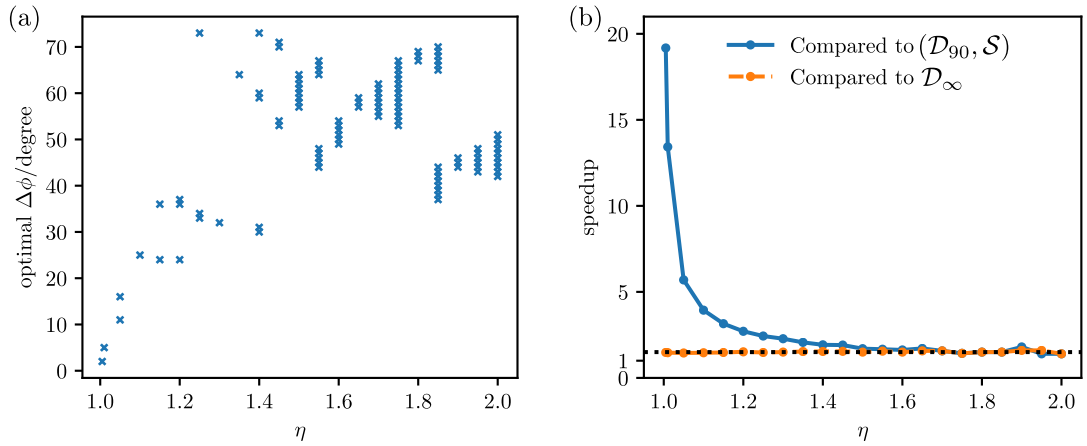 (a)
optimal Δϕ/degree
70
60
50
40
30
20
10
0
1.0 1.2 1.4 1.6 1.8 2.0
η
(b)
speedup
20
15
10
5
1
0
Compared to (𝒟₉₀, 𝒮)
Compared to 𝒟∞
1.0 1.2 1.4 1.6 1.8 2.0
η